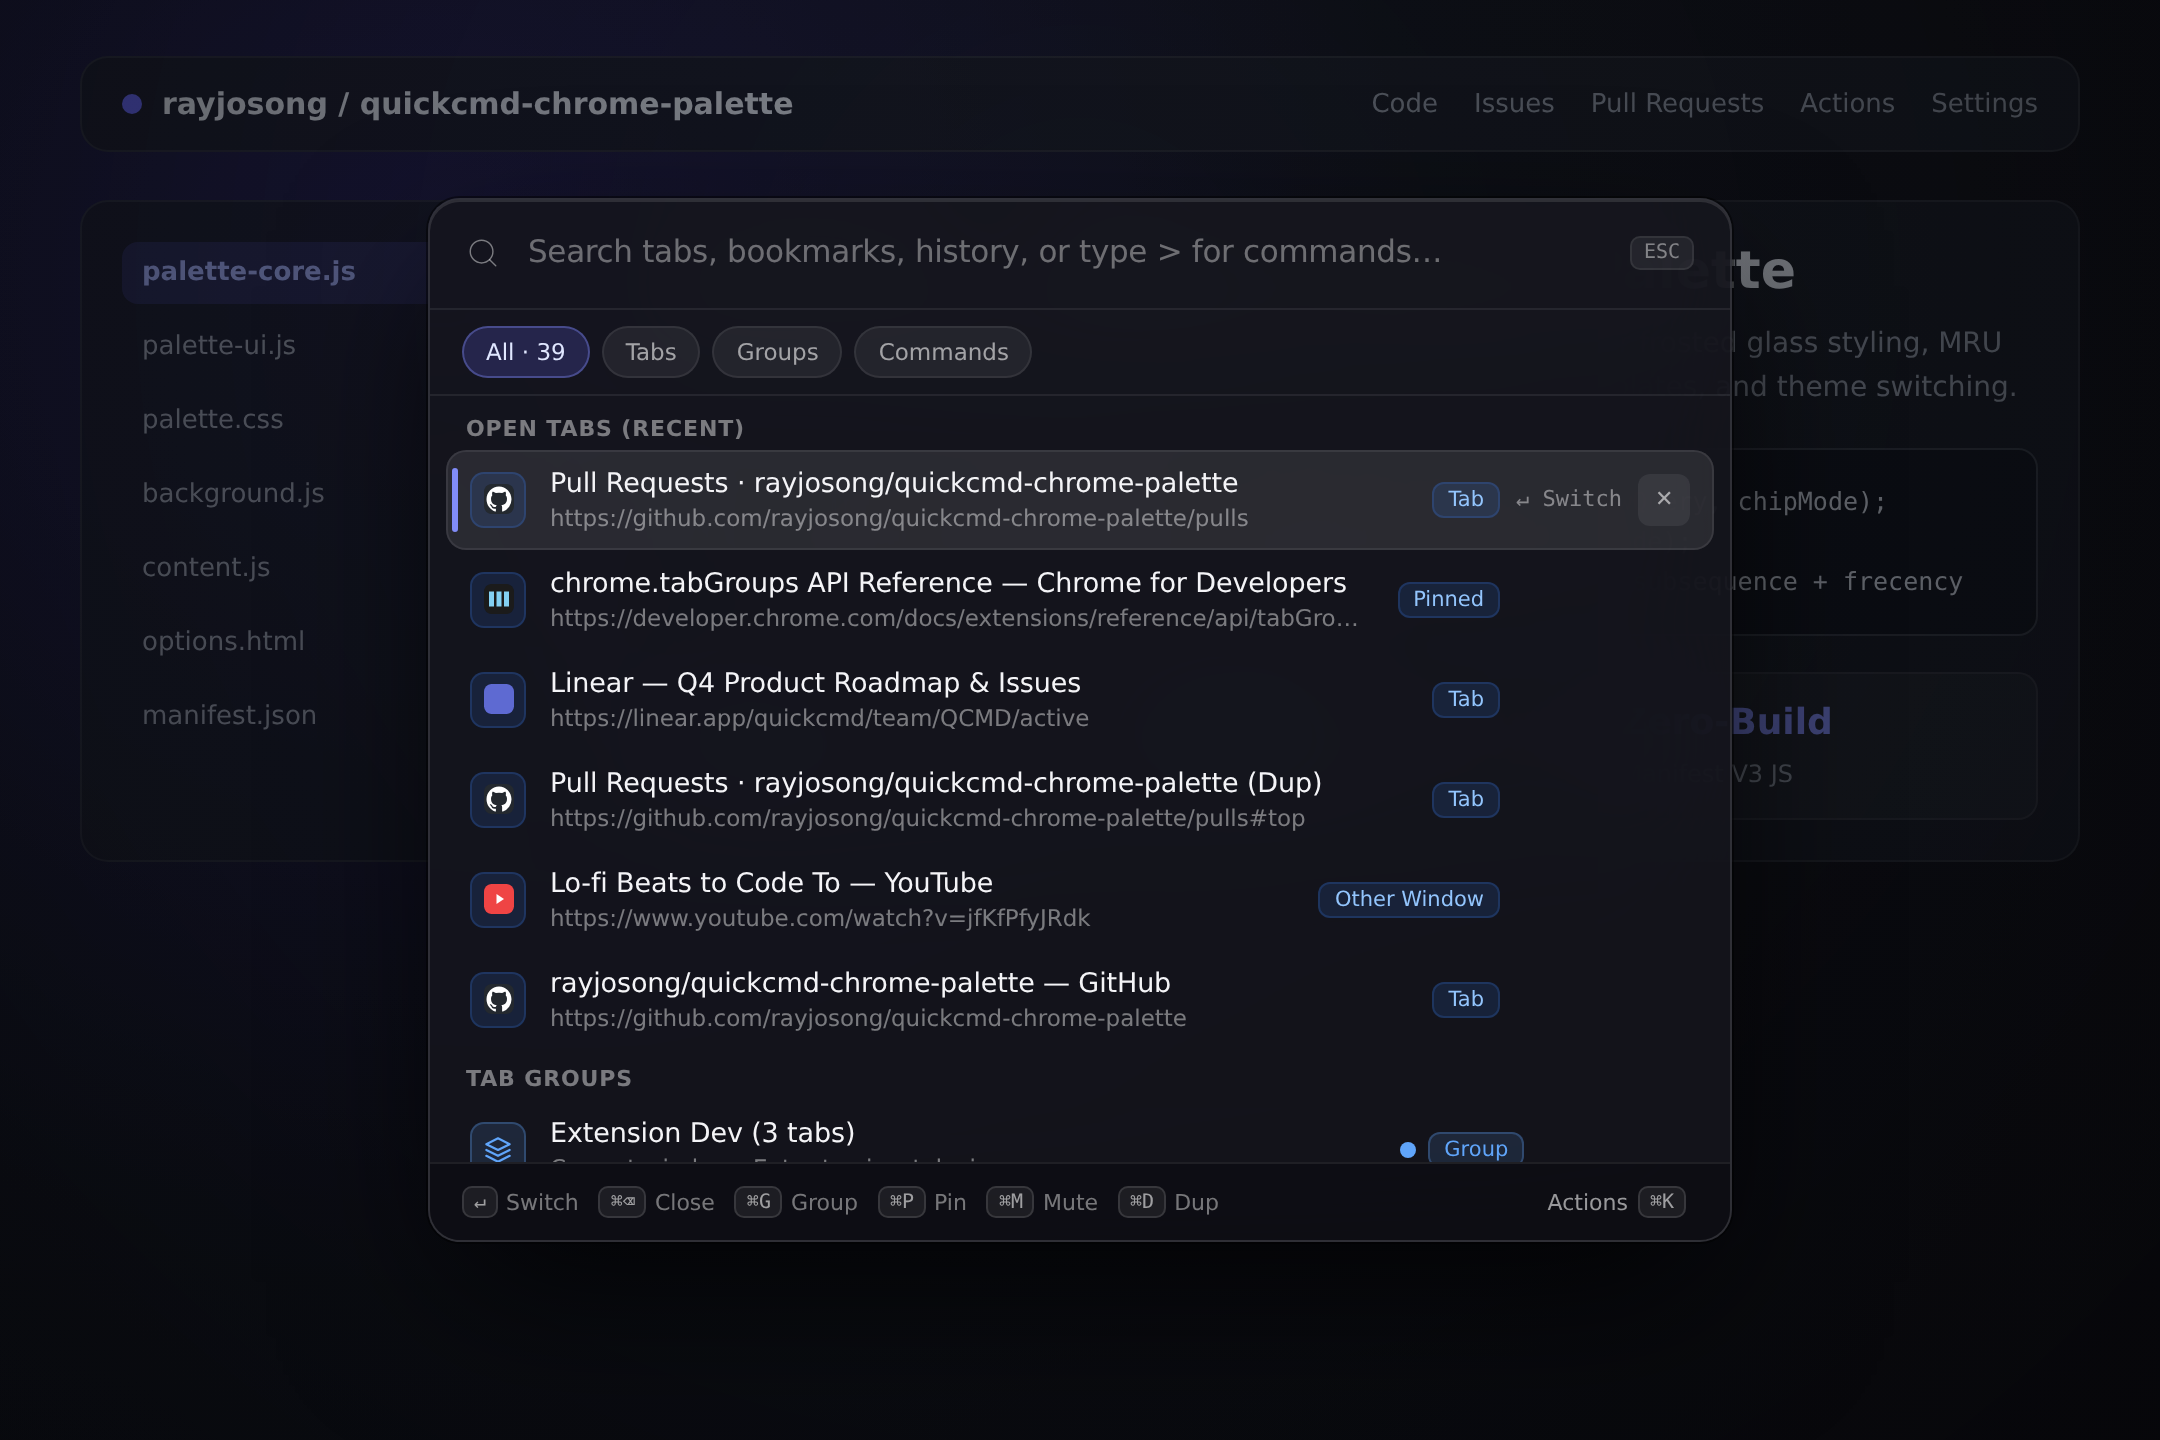 rayjosong / quickcmd-chrome-palette
Code Issues Pull Requests Actions Settings
palette-core.js
palette-ui.js
palette.css
background.js
content.js
options.html
manifest.json
Search tabs, bookmarks, history, or type > for commands...
ESC
All · 39
Tabs
Groups
Commands
OPEN TABS (RECENT)
Pull Requests · rayjosong/quickcmd-chrome-palette
https://github.com/rayjosong/quickcmd-chrome-palette/pulls
Tab ↵ Switch ✕
chrome.tabGroups API Reference — Chrome for Developers
https://developer.chrome.com/docs/extensions/reference/api/tabGro…
Pinned
Linear — Q4 Product Roadmap & Issues
https://linear.app/quickcmd/team/QCMD/active
Tab
Pull Requests · rayjosong/quickcmd-chrome-palette (Dup)
https://github.com/rayjosong/quickcmd-chrome-palette/pulls#top
Tab
Lo-fi Beats to Code To — YouTube
https://www.youtube.com/watch?v=jfKfPfyJRdk
Other Window
rayjosong/quickcmd-chrome-palette — GitHub
https://github.com/rayjosong/quickcmd-chrome-palette
Tab
TAB GROUPS
Extension Dev (3 tabs)
Group
↵ Switch ⌘⌫ Close ⌘G Group ⌘P Pin ⌘M Mute ⌘D Dup
Actions ⌘K
ette
glass styling, MRU
and theme switching.
chipMode);
sequence + frecency
-Build
V3 JS